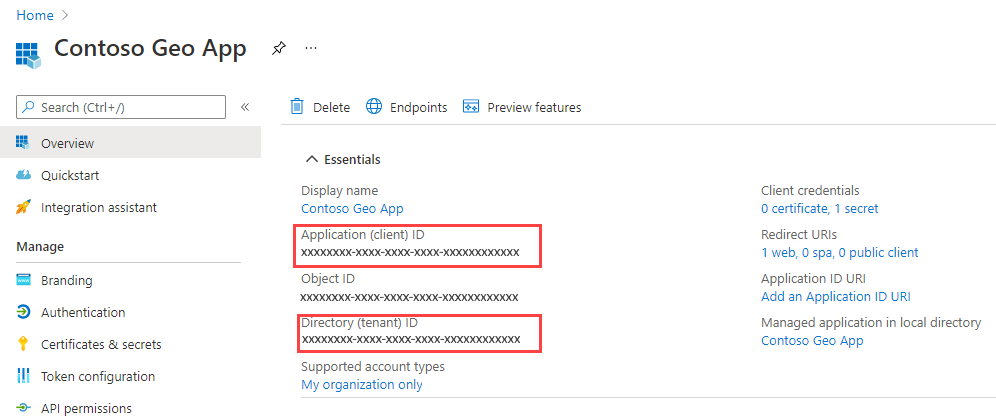 Home
Contoso Geo App
Search (Ctrl+/)
Overview
Quickstart
Integration assistant
Manage
Branding
Authentication
Certificates & secrets
Token configuration
API permissions
Delete
Endpoints
Preview features
Essentials
Display name
Contoso Geo App
Application (client) ID
xxxxxxxx-xxxx-xxxx-xxxx-xxxxxxxxxxxx
Object ID
xxxxxxxx-xxxx-xxxx-xxxx-xxxxxxxxxxxx
Directory (tenant) ID
xxxxxxxx-xxxx-xxxx-xxxx-xxxxxxxxxxxx
Supported account types
My organization only
Client credentials
0 certificate, 1 secret
Redirect URIs
1 web, 0 spa, 0 public client
Application ID URI
Add an Application ID URI
Managed application in local directory
Contoso Geo App